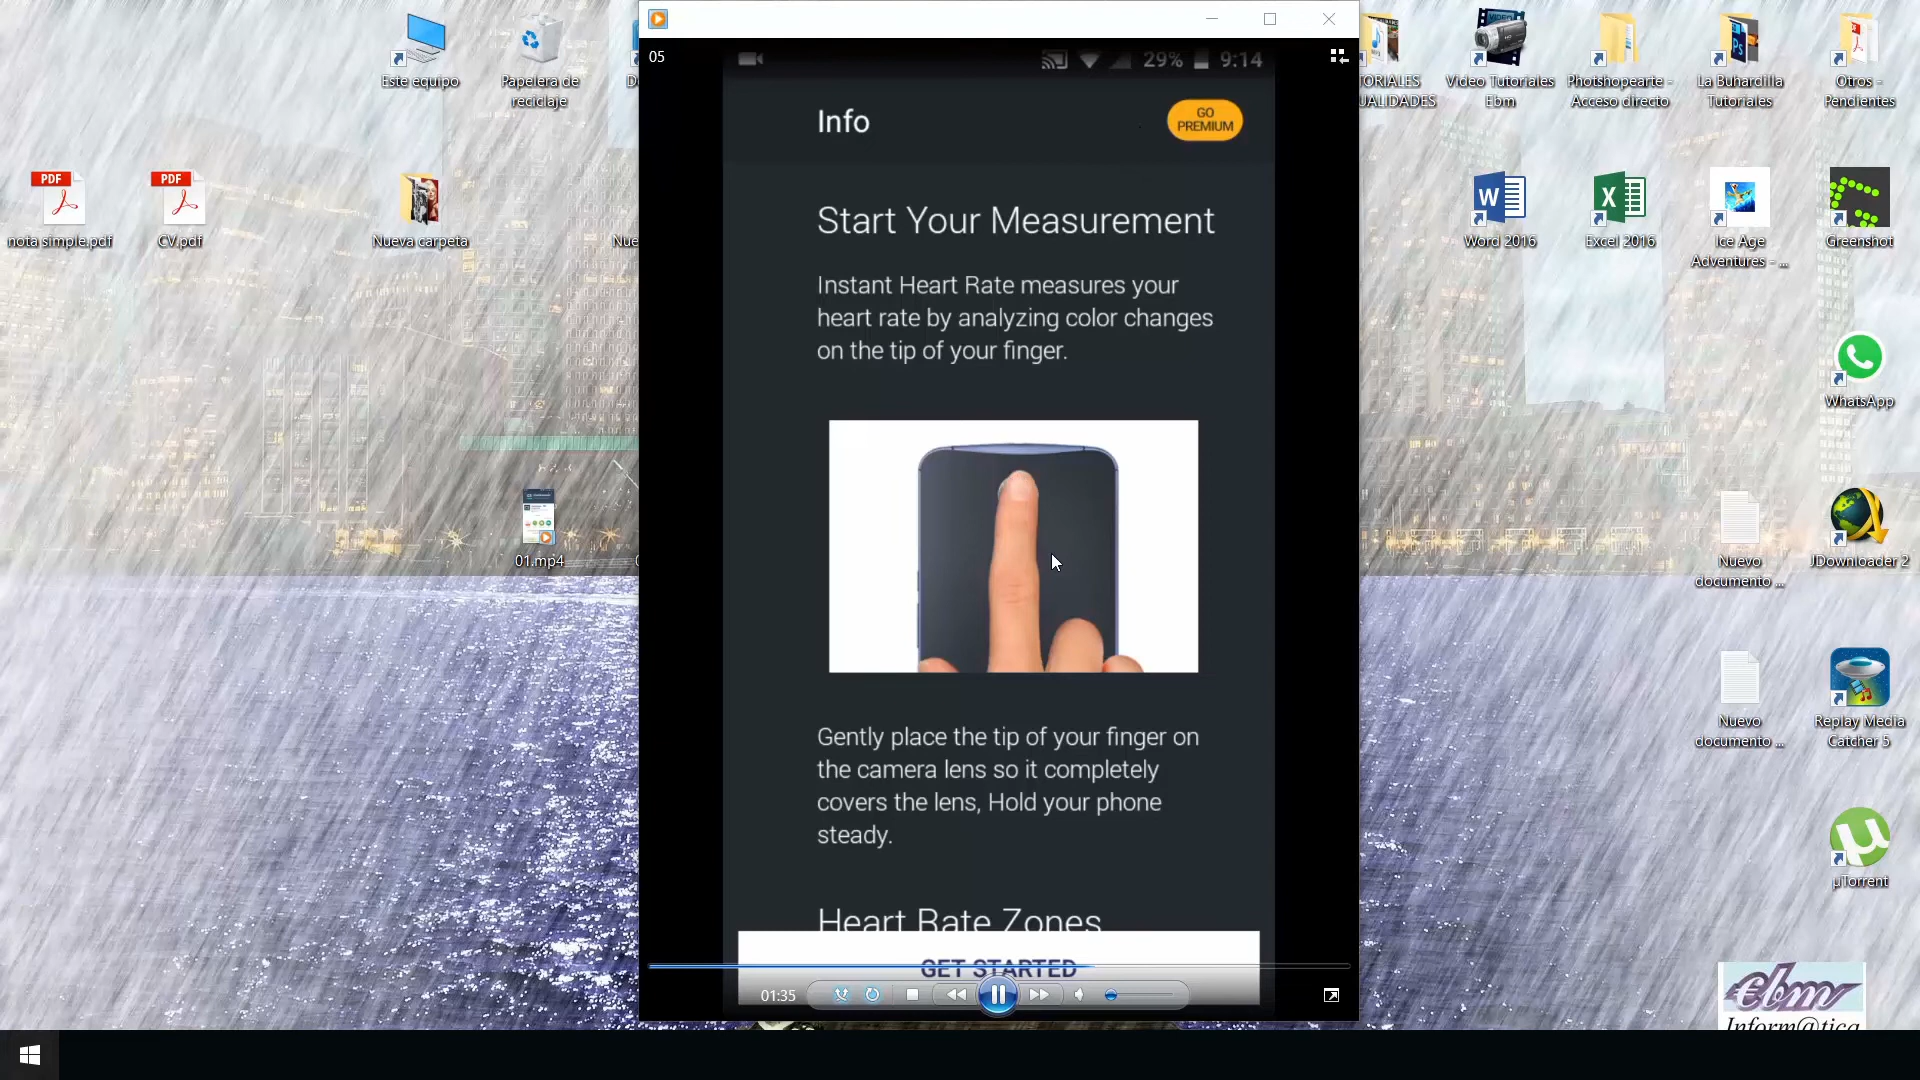 Este equipo
Papelera de
reciclaje
nota simple.pdf
CV.pdf
Nueva carpeta
01.mp4
05
29%
9:14
Info
GO
PREMIUM
Start Your Measurement
Instant Heart Rate measures your
heart rate by analyzing color changes
on the tip of your finger.
Gently place the tip of your finger on
the camera lens so it completely
covers the lens, Hold your phone
steady.
Heart Rate Zones
GET STARTED
01:35
Video Tutoriales
Ebm
Photshopearte -
Acceso directo
La Buhardilla
Tutoriales
Otros -
Pendientes
Word 2016
Excel 2016
Ice Age
Adventures - ...
Greenshot
WhatsApp
Nuevo
documento ...
JDownloader 2
Nuevo
documento ...
Replay Media
Catcher 5
µTorrent
ebm
Inform@tica